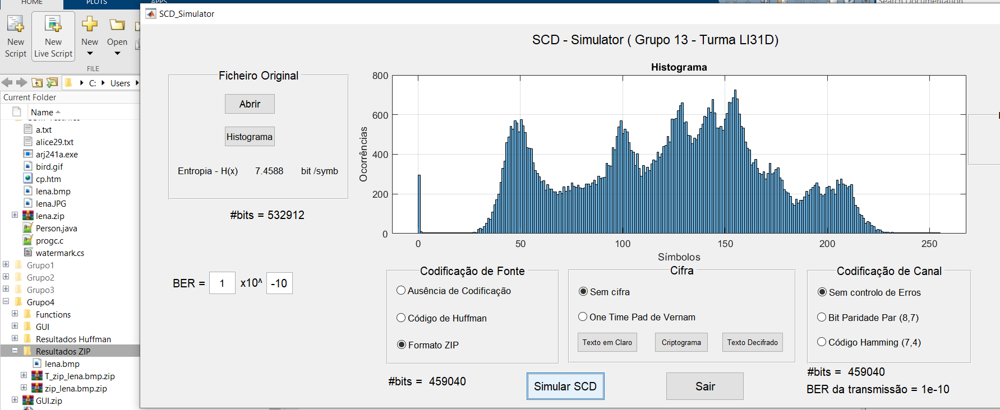 HOME PLOTS APPS
Search Documentation
SCD_Simulator
New Script
New Live Script
New
Open
FILE
C: Users
Current Folder
Name
a.txt
alice29.txt
arj241a.exe
bird.gif
cp.htm
lena.bmp
lena.JPG
lena.zip
Person.java
progc.c
watermark.cs
Grupo1
Grupo2
Grupo3
Grupo4
Functions
GUI
Resultados Huffman
Resultados ZIP
lena.bmp
T_zip_lena.bmp.zip
zip_lena.bmp.zip
GUI.zip
SCD - Simulator ( Grupo 13 - Turma LI31D)
Ficheiro Original
Abrir
Histograma
Entropia - H(x) 7.4588 bit /symb
#bits = 532912
BER = 1 x10^ -10
Histograma
Ocorrências
800
600
400
200
0
0 50 100 150 200 250
Símbolos
Codificação de Fonte
Ausência de Codificação
Código de Huffman
Formato ZIP
#bits = 459040
Cifra
Sem cifra
One Time Pad de Vernam
Texto em Claro Criptograma Texto Decifrado
Simular SCD Sair
Codificação de Canal
Sem controlo de Erros
Bit Paridade Par (8,7)
Código Hamming (7,4)
#bits = 459040
BER da transmissão = 1e-10